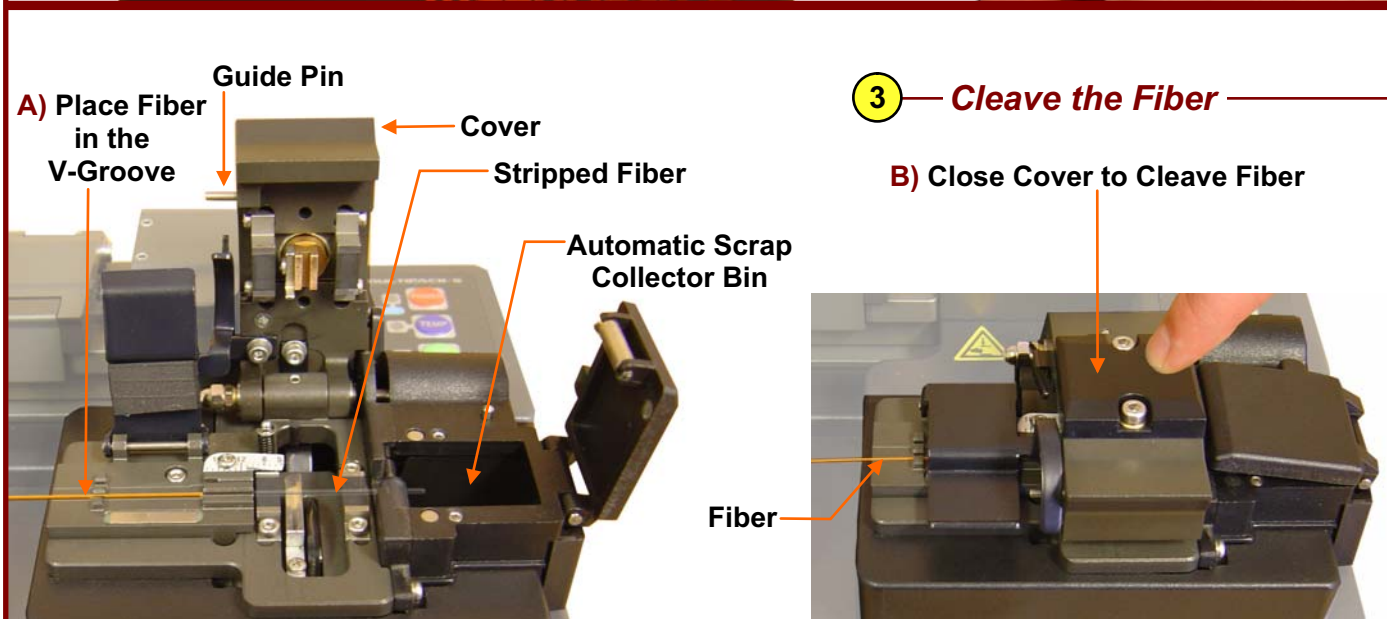 3
Cleave the Fiber
A) Place Fiber
in the
V-Groove
Guide Pin
Cover
Stripped Fiber
Automatic Scrap
Collector Bin
TEMP
B) Close Cover to Cleave Fiber
Fiber